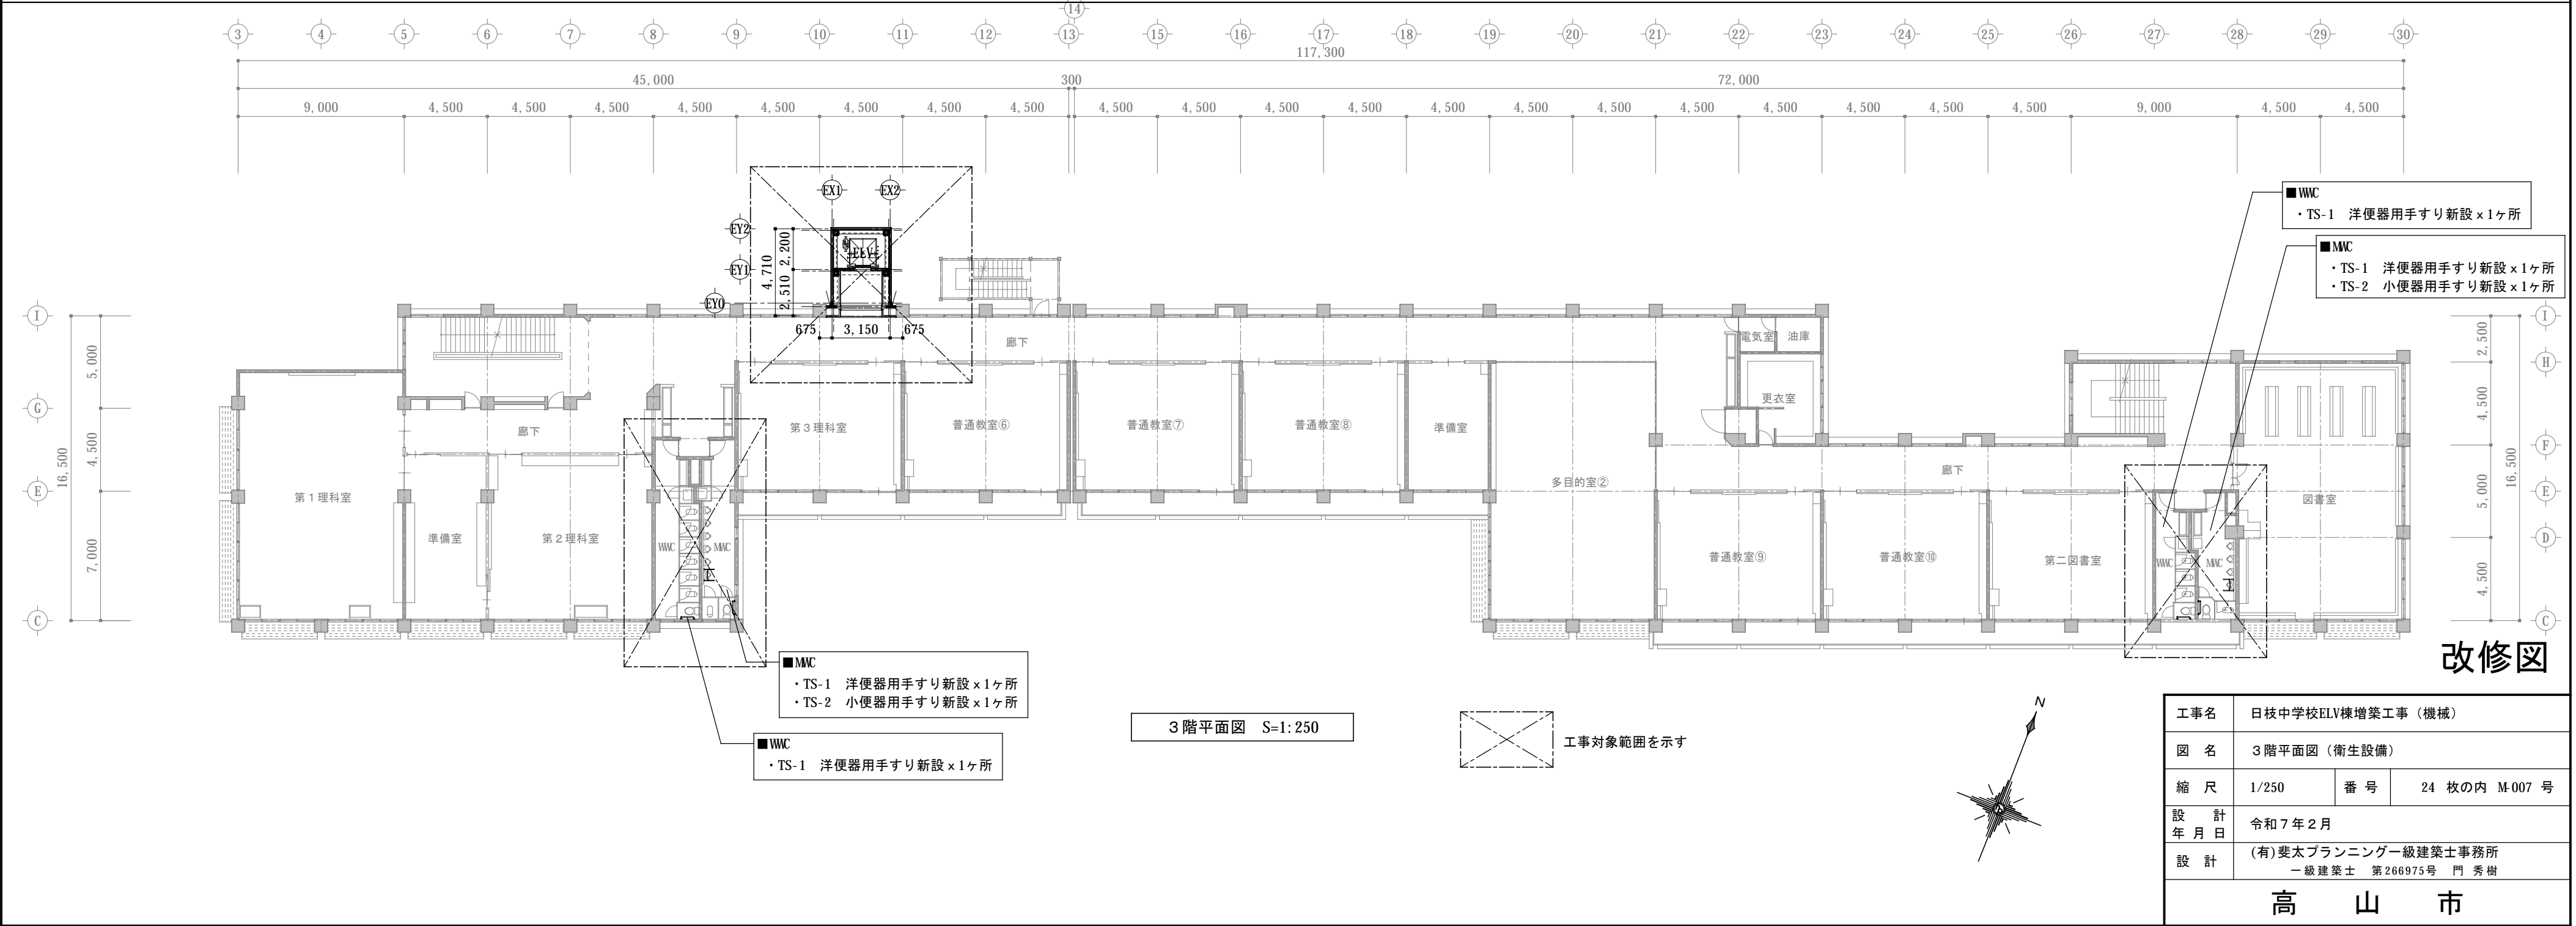 14
3 4 5 6 7 8 9 10 11 12 13 15 16 17 18 19 20 21 22 23 24 25 26 27 28 29 30
117,300
45,000 300 72,000
9,000 4,500 4,500 4,500 4,500 4,500 4,500 4,500 4,500 4,500 4,500 4,500 4,500 4,500 4,500 4,500 4,500 4,500 4,500 4,500 4,500 9,000 4,500 4,500
EX1 EX2
EY2
EY1
EY0
4,710
2,200
2,510
ELV
675 3,150 675
■WWC
・TS-1 洋便器用手すり新設x1ヶ所
■MWC
・TS-1 洋便器用手すり新設x1ヶ所
・TS-2 小便器用手すり新設x1ヶ所
I
G
E
C
16,500
5,000
4,500
7,000
廊下
電気室 油庫
更衣室
第3理科室
普通教室⑥
普通教室⑦
普通教室⑧
準備室
廊下
廊下
第1理科室
準備室
第2理科室
WWC
MWC
多目的室②
普通教室⑨
普通教室⑩
第二図書室
WWC
MWC
図書室
2,500
4,500
5,000
4,500
16,500
I
H
F
E
D
C
■MWC
・TS-1 洋便器用手すり新設x1ヶ所
・TS-2 小便器用手すり新設x1ヶ所
■WWC
・TS-1 洋便器用手すり新設x1ヶ所
3階平面図 S=1:250
工事対象範囲を示す
N
改修図
工事名 日枝中学校ELV棟増築工事(機械)
図名 3階平面図(衛生設備)
縮尺 1/250 番号 24 枚の内 M-007 号
設計年月日 令和7年2月
設計 (有)斐太プランニング一級建築士事務所
一級建築士 第266975号 門 秀樹
高山市